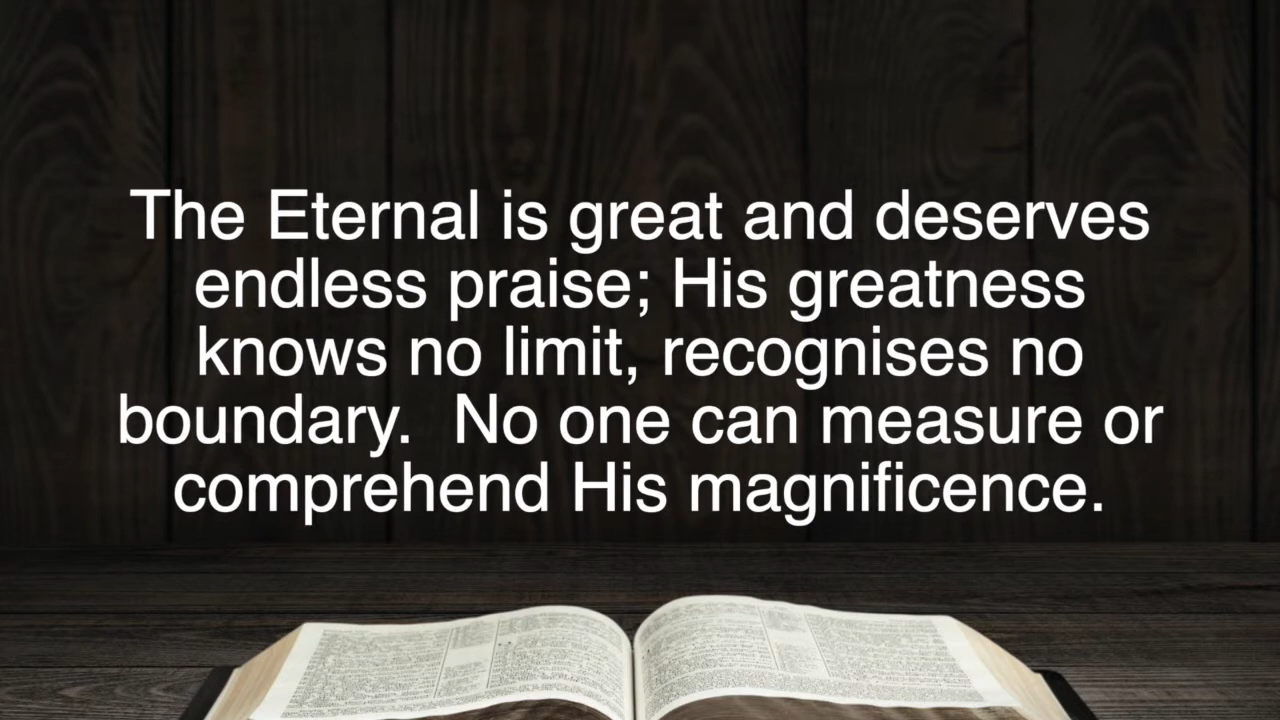 The Eternal is great and deserves
endless praise; His greatness
knows no limit, recognises no
boundary.  No one can measure or
comprehend His magnificence.